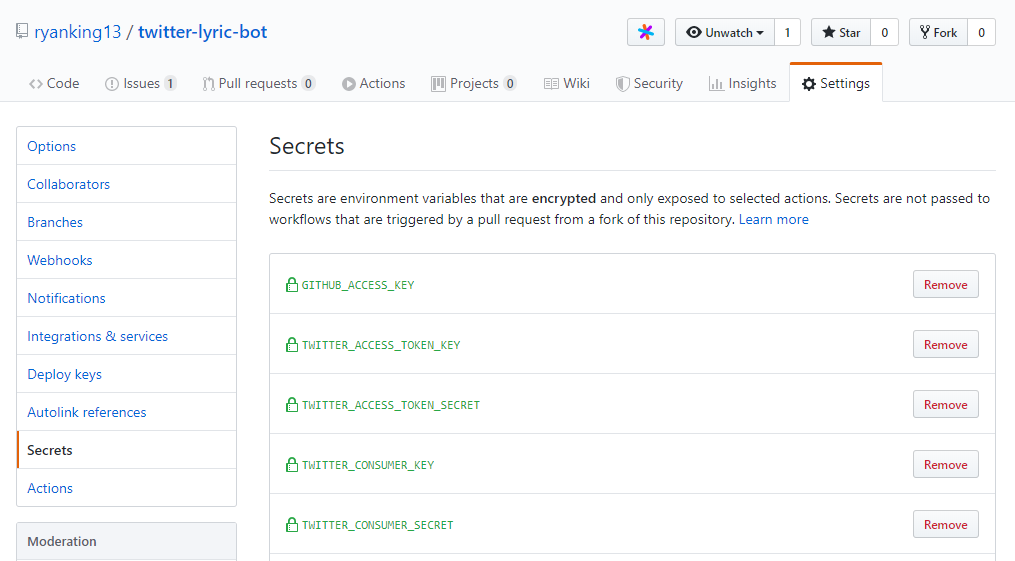 ryanking13 / twitter-lyric-bot
Unwatch 1 Star 0 Fork 0
Code Issues 1 Pull requests 0 Actions Projects 0 Wiki Security Insights Settings
Options
Collaborators
Branches
Webhooks
Notifications
Integrations & services
Deploy keys
Autolink references
Secrets
Actions
Moderation
Secrets
Secrets are environment variables that are encrypted and only exposed to selected actions. Secrets are not passed to
workflows that are triggered by a pull request from a fork of this repository. Learn more
GITHUB_ACCESS_KEY Remove
TWITTER_ACCESS_TOKEN_KEY Remove
TWITTER_ACCESS_TOKEN_SECRET Remove
TWITTER_CONSUMER_KEY Remove
TWITTER_CONSUMER_SECRET Remove